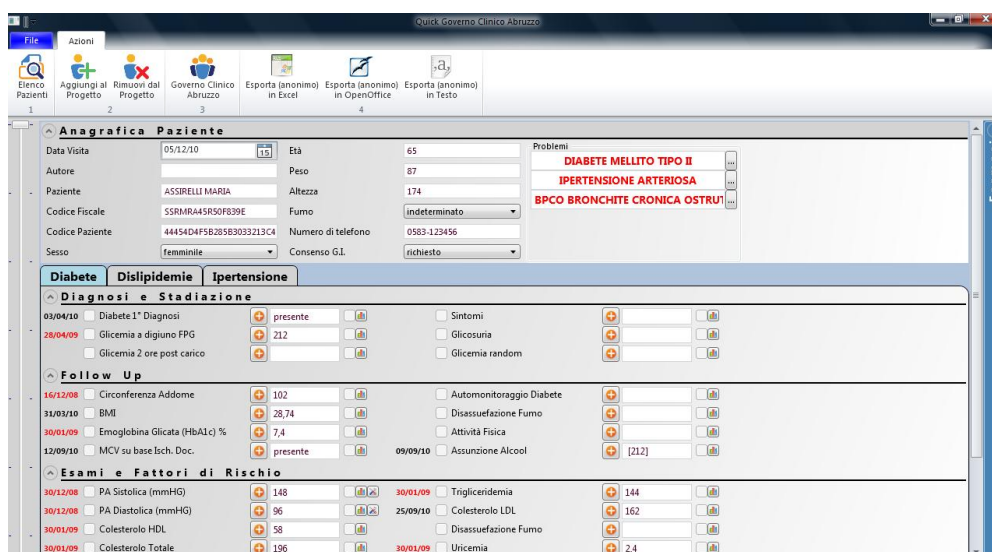 Quick Governo Clinico Abruzzo
File Azioni
Elenco Pazienti
Aggiungi al Progetto
Rimuovi dal Progetto
Governo Clinico Abruzzo
Esporta (anonimo) in Excel
Esporta (anonimo) in OpenOffice
Esporta (anonimo) in Testo
1 2 3 4
Anagrafica Paziente
Data Visita 05/12/10 15 Età 65 Problemi
Autore Peso 87 DIABETE MELLITO TIPO II ...
Paziente ASSIRELLI MARIA Altezza 174 IPERTENSIONE ARTERIOSA ...
Codice Fiscale SSRMRA45R50F839E Fumo indeterminato BPCO BRONCHITE CRONICA OSTRUT ...
Codice Paziente 44454D4F5B285B3033213C4 Numero di telefono 0583-123456
Sesso femminile Consenso G.I. richiesto
Diabete Dislipidemie Ipertensione
Diagnosi e Stadiazione
03/04/10 Diabete 1° Diagnosi presente Sintomi
28/04/09 Glicemia a digiuno FPG 212 Glicosuria
Glicemia 2 ore post carico Glicemia random
Follow Up
16/12/08 Circonferenza Addome 102 Automonitoraggio Diabete
31/03/10 BMI 28,74 Disassuefazione Fumo
30/01/09 Emoglobina Glicata (HbA1c) % 7,4 Attività Fisica
12/09/10 MCV su base Isch. Doc. presente 09/09/10 Assunzione Alcool [212]
Esami e Fattori di Rischio
30/12/08 PA Sistolica (mmHG) 148 30/01/09 Trigliceridemia 144
30/12/08 PA Diastolica (mmHG) 96 25/09/10 Colesterolo LDL 162
30/01/09 Colesterolo HDL 58 Disassuefazione Fumo
30/01/09 Colesterolo Totale 196 30/01/09 Uricemia 2,4